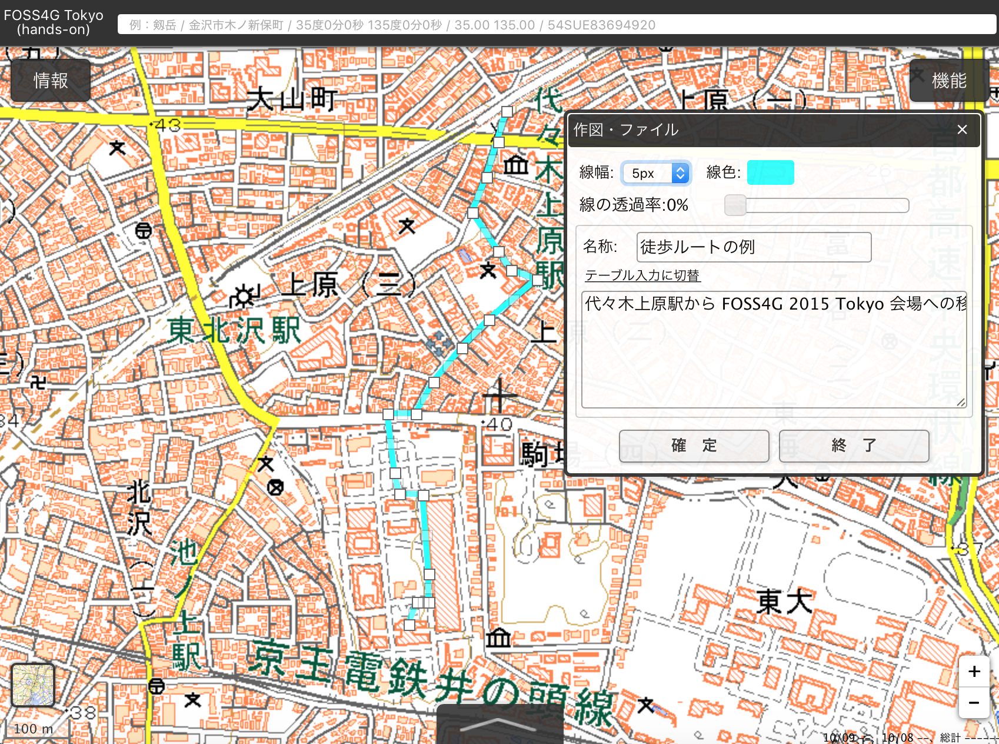 FOSS4G Tokyo
(hands-on)
例：剱岳 / 金沢市木ノ新保町 / 35度0分0秒 135度0分0秒 / 35.00 135.00 / 54SUE83694920
情報
機能
大山町
上原（一）
43
代々木上原駅
作図・ファイル
×
線幅:
5px
線色:
線の透過率:0%
名称:
徒歩ルートの例
テーブル入力に切替
代々木上原駅から FOSS4G 2015 Tokyo 会場への移
確　定
終　了
上原（三）
東北沢駅
上
40
駒場
北沢（一）
池ノ上駅
東大
37
京王電鉄井の頭線
38
100 m
+
−
10/09 --、10/08 --、総計 ------